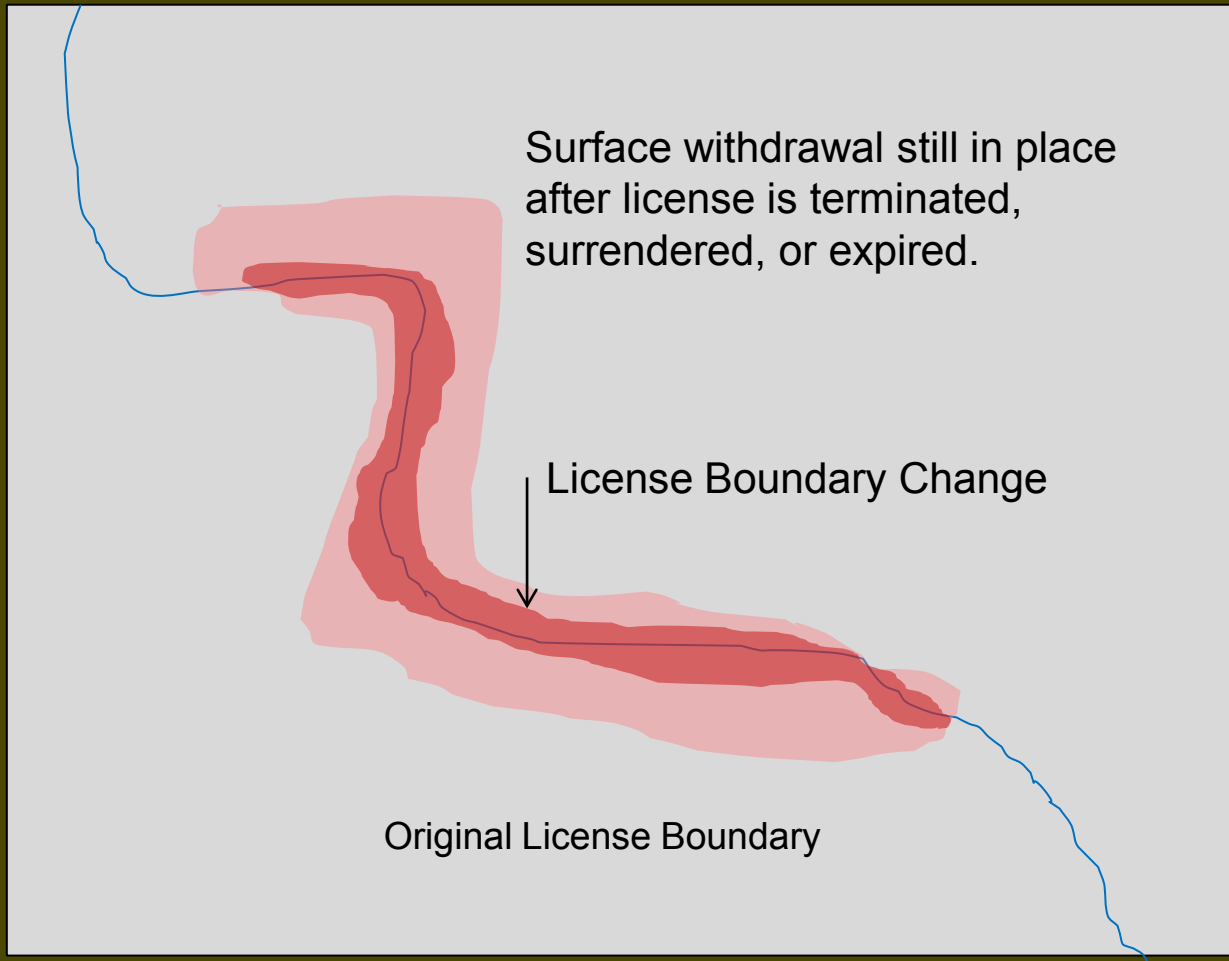 Surface withdrawal still in place
after license is terminated,
surrendered, or expired.
License Boundary Change
Original License Boundary